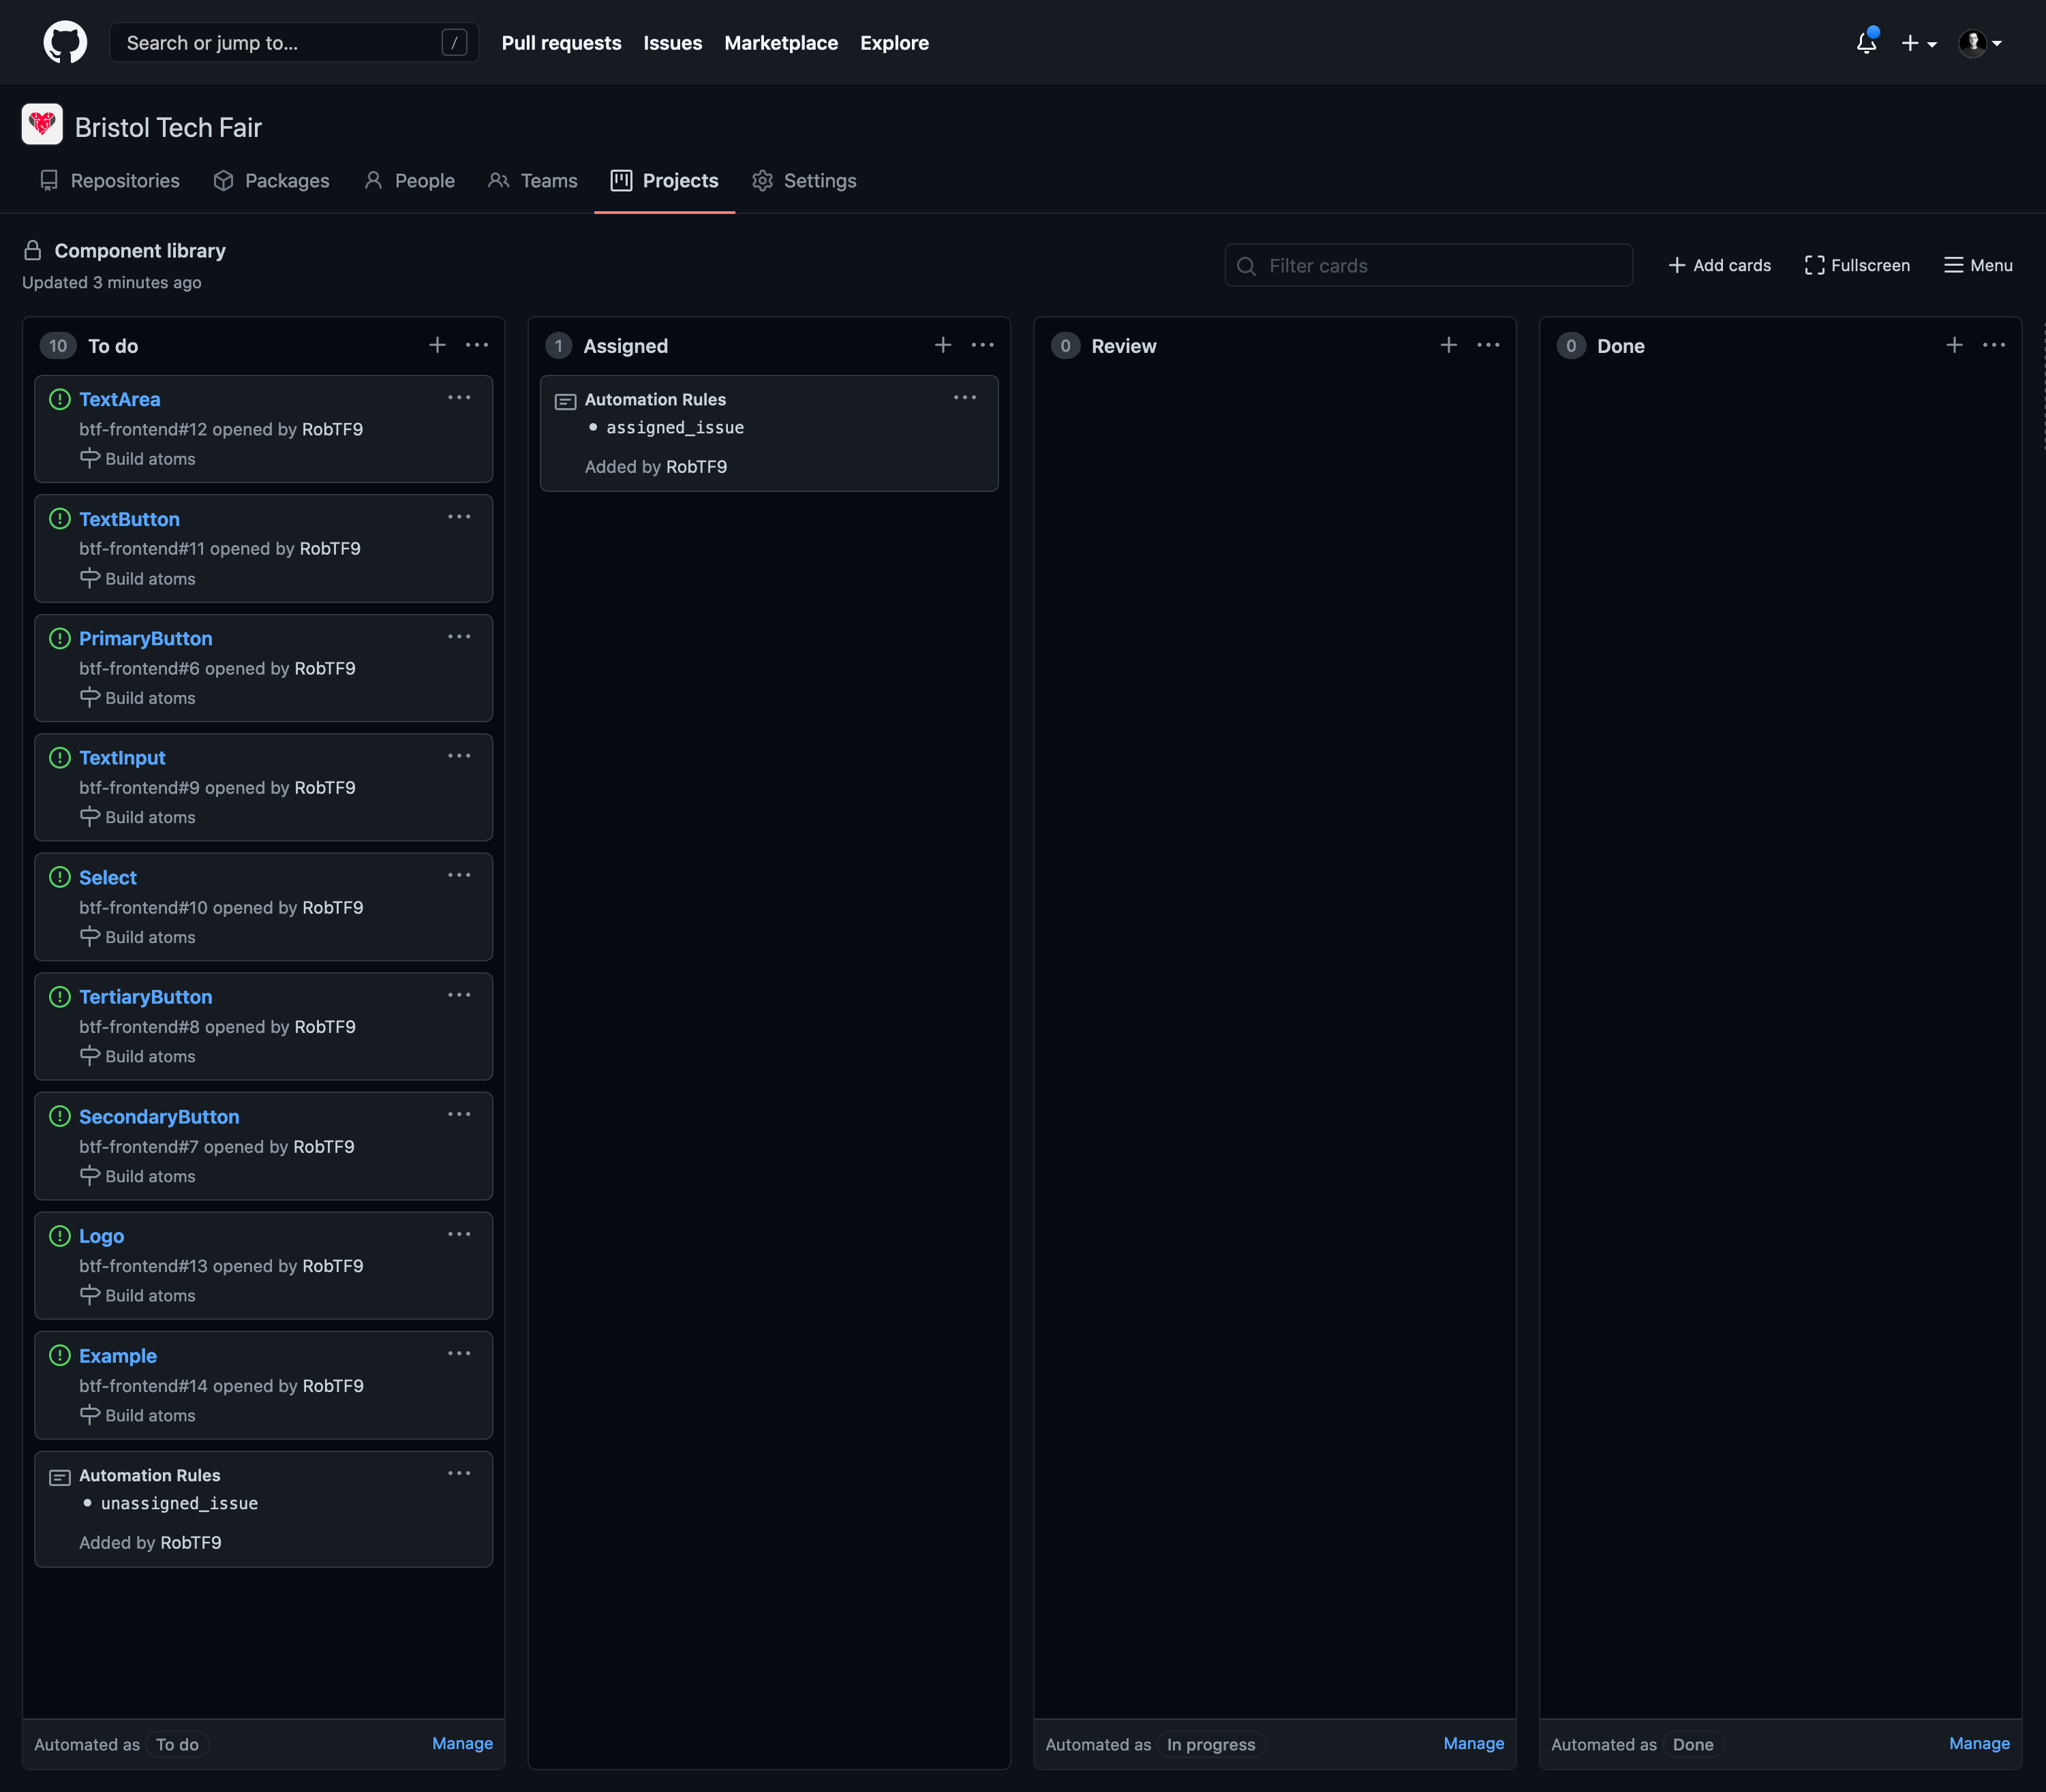 Search or jump to...
/
Pull requests
Issues
Marketplace
Explore
Bristol Tech Fair
Repositories
Packages
People
Teams
Projects
Settings
Component library
Updated 3 minutes ago
Filter cards
Add cards
Fullscreen
Menu
10 To do
TextArea
btf-frontend#12 opened by RobTF9
Build atoms
TextButton
btf-frontend#11 opened by RobTF9
Build atoms
PrimaryButton
btf-frontend#6 opened by RobTF9
Build atoms
TextInput
btf-frontend#9 opened by RobTF9
Build atoms
Select
btf-frontend#10 opened by RobTF9
Build atoms
TertiaryButton
btf-frontend#8 opened by RobTF9
Build atoms
SecondaryButton
btf-frontend#7 opened by RobTF9
Build atoms
Logo
btf-frontend#13 opened by RobTF9
Build atoms
Example
btf-frontend#14 opened by RobTF9
Build atoms
Automation Rules
• unassigned_issue
Added by RobTF9
Automated as To do
Manage
1 Assigned
Automation Rules
• assigned_issue
Added by RobTF9
0 Review
Automated as In progress
Manage
0 Done
Automated as Done
Manage